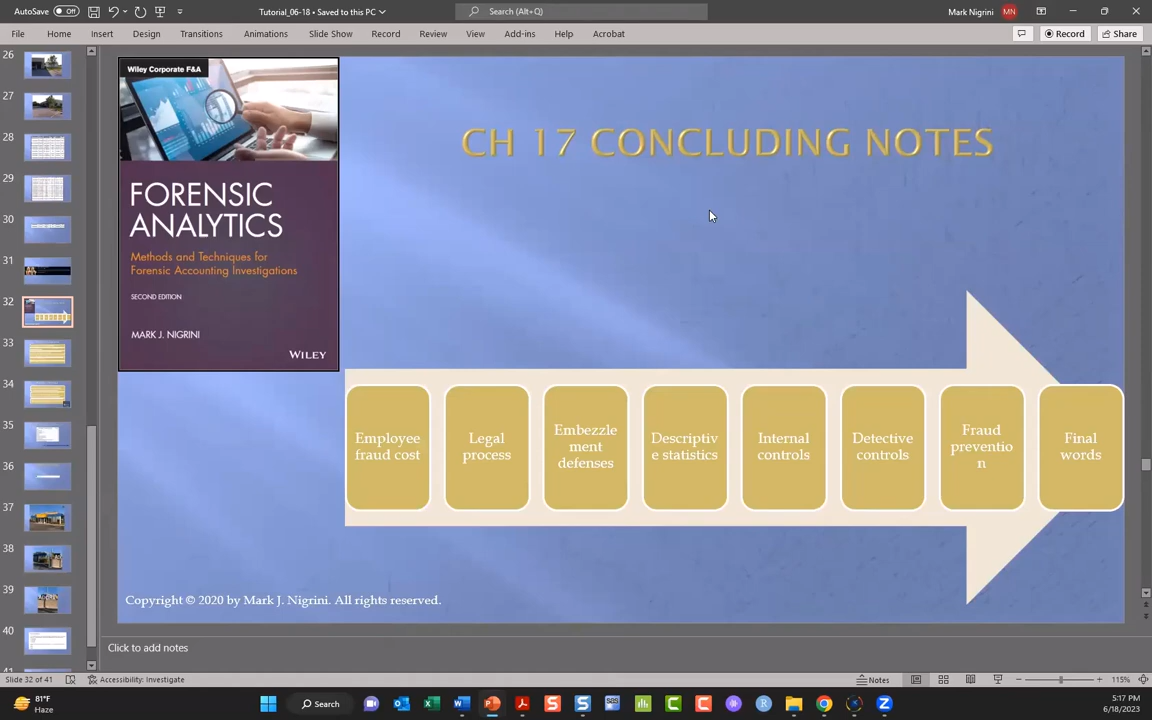 AutoSave Off
Tutorial_06-18 • Saved to this PC
Search (Alt+Q)
Mark Nigrini MN
File Home Insert Design Transitions Animations Slide Show Record Review View Add-ins Help Acrobat
Record Share
26
27
28
29
30
31
32
33
34
35
36
37
38
39
40
Wiley Corporate F&A
FORENSIC
ANALYTICS
Methods and Techniques for
Forensic Accounting Investigations
SECOND EDITION
MARK J. NIGRINI
WILEY
CH 17 CONCLUDING NOTES
Employee
fraud cost
Legal
process
Embezzle
ment
defenses
Descriptiv
e statistics
Internal
controls
Detective
controls
Fraud
preventio
n
Final
words
Copyright © 2020 by Mark J. Nigrini. All rights reserved.
Click to add notes
Slide 32 of 41 Accessibility: Investigate
Notes
115%
81°F
Haze
Search
5:17 PM
6/18/2023